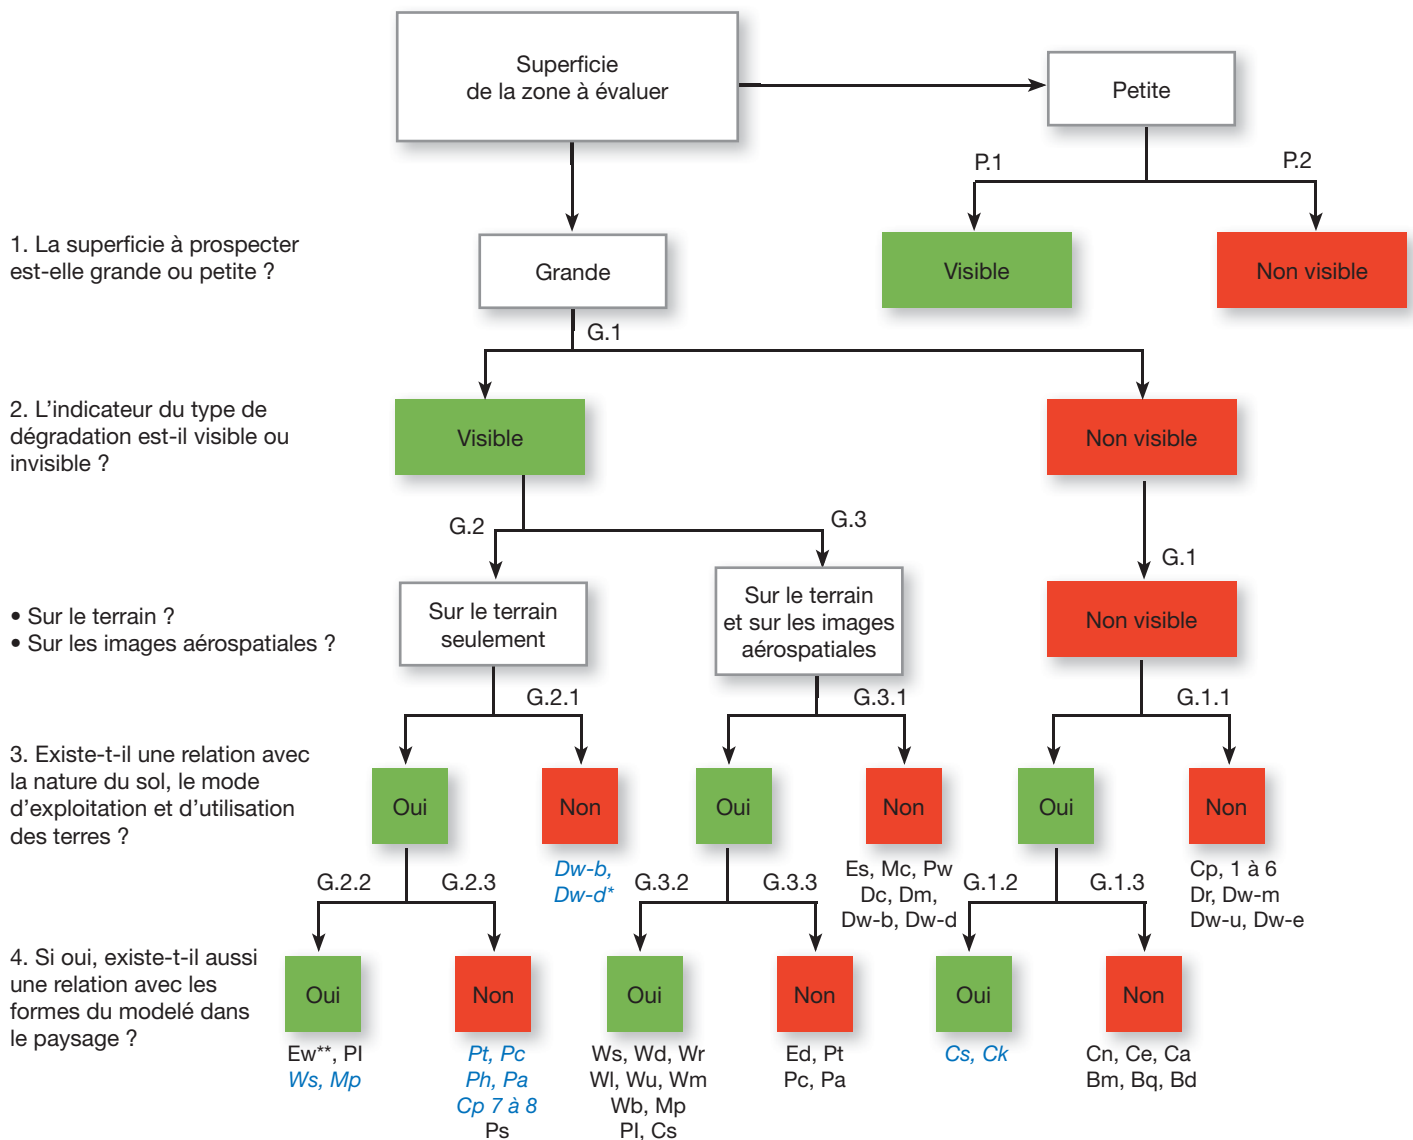 Superficie
de la zone à évaluer
Petite
P.1
P.2
1. La superficie à prospecter
est-elle grande ou petite ?
Grande
Visible
Non visible
G.1
2. L'indicateur du type de
dégradation est-il visible ou
invisible ?
Visible
Non visible
G.2
G.3
G.1
• Sur le terrain ?
• Sur les images aérospatiales ?
Sur le terrain
seulement
Sur le terrain
et sur les images
aérospatiales
Non visible
G.2.1
G.3.1
G.1.1
3. Existe-t-il une relation avec
la nature du sol, le mode
d'exploitation et d'utilisation
des terres ?
Oui
Non
Oui
Non
Oui
Non
Dw-b,
Dw-d*
Es, Mc, Pw
Dc, Dm,
Dw-b, Dw-d
Cp, 1 à 6
Dr, Dw-m
Dw-u, Dw-e
G.2.2
G.2.3
G.3.2
G.3.3
G.1.2
G.1.3
4. Si oui, existe-t-il aussi
une relation avec les
formes du modelé dans
le paysage ?
Oui
Non
Oui
Non
Oui
Non
Ew**, Pl
Ws, Mp
Pt, Pc
Ph, Pa
Cp 7 à 8
Ps
Ws, Wd, Wr
Wl, Wu, Wm
Wb, Mp
Pl, Cs
Ed, Pt
Pc, Pa
Cs, Ck
Cn, Ce, Ca
Bm, Bq, Bd